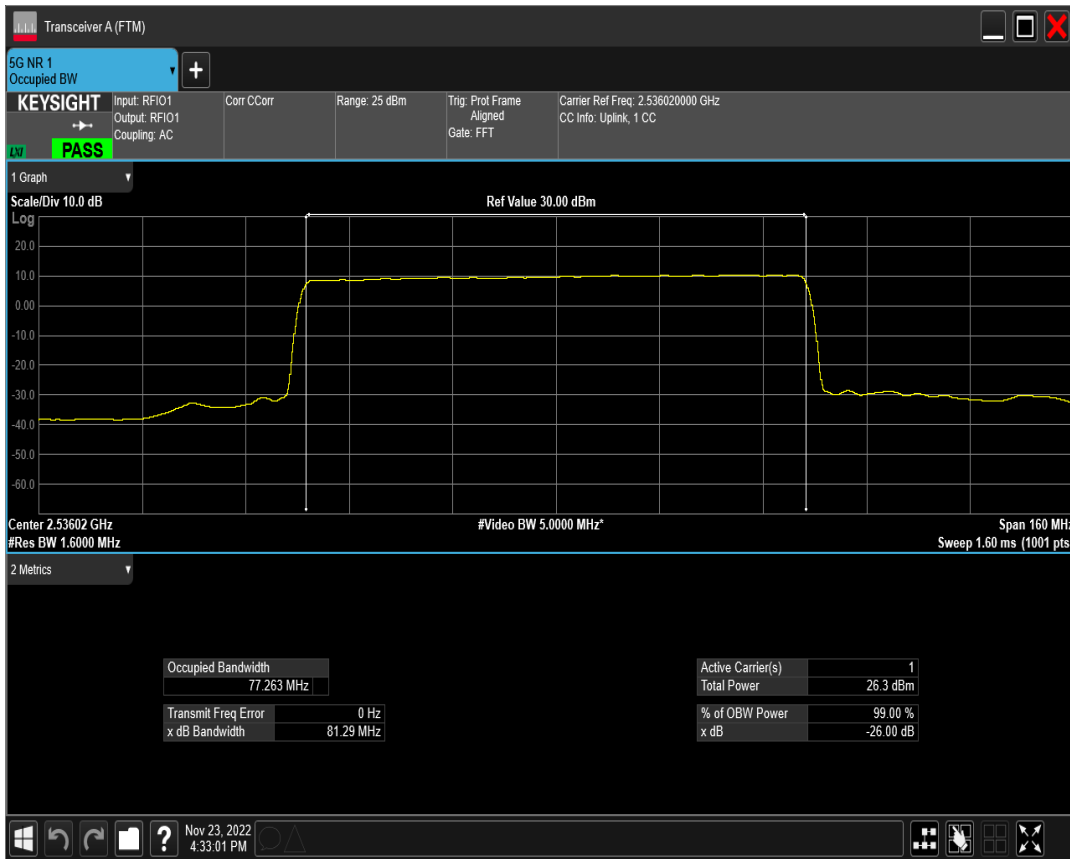 Transceiver A (FTM)
5G NR 1
Occupied BW
+
KEYSIGHT
LXI
PASS
Input: RFIO1
Output: RFIO1
Coupling: AC
Corr CCorr
Range: 25 dBm
Trig: Prot Frame
Aligned
Gate: FFT
Carrier Ref Freq: 2.536020000 GHz
CC Info: Uplink, 1 CC
1 Graph
Scale/Div 10.0 dB
Ref Value 30.00 dBm
Log
20.0
10.0
0.00
-10.0
-20.0
-30.0
-40.0
-50.0
-60.0
Center 2.53602 GHz
#Video BW 5.0000 MHz*
Span 160 MHz
#Res BW 1.6000 MHz
Sweep 1.60 ms (1001 pts
2 Metrics
Occupied Bandwidth
77.263 MHz
Transmit Freq Error 0 Hz
x dB Bandwidth 81.29 MHz
Active Carrier(s) 1
Total Power 26.3 dBm
% of OBW Power 99.00 %
x dB -26.00 dB
?
Nov 23, 2022
4:33:01 PM